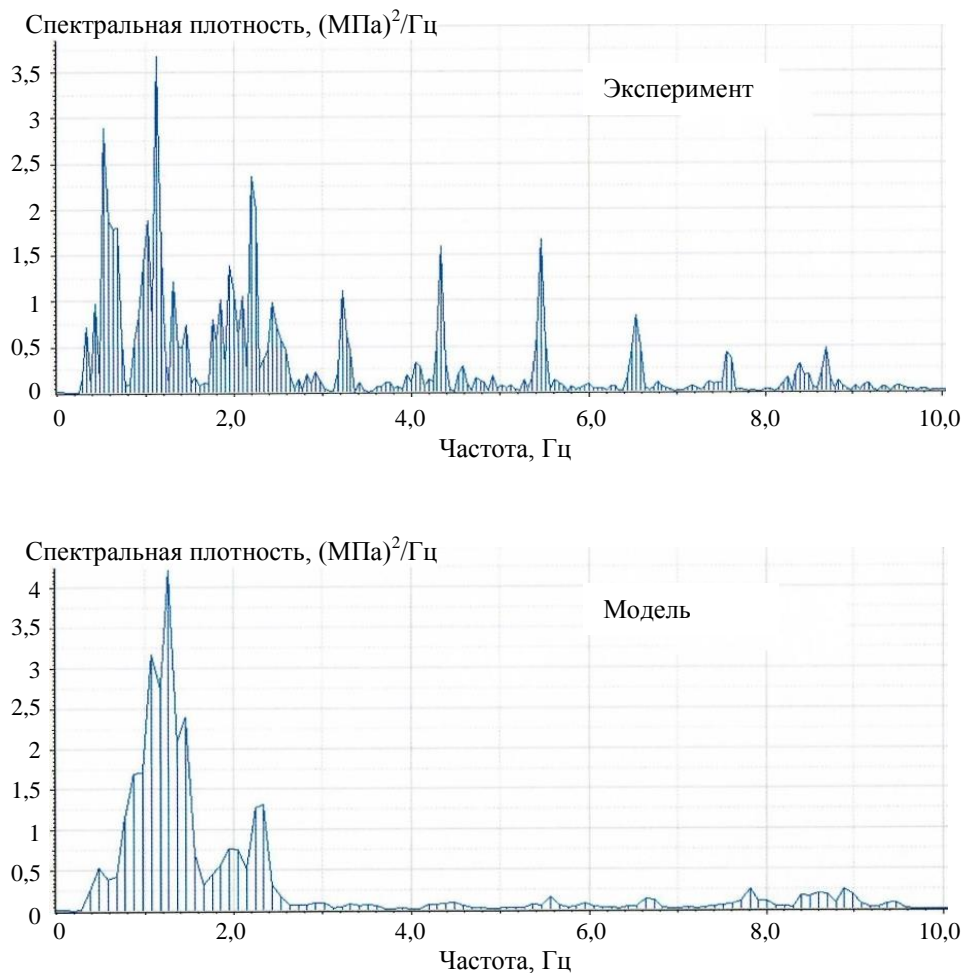 Спектральная плотность, (МПа)²/Гц
Эксперимент
3,5
3
2,5
2
1,5
1
0,5
0
0 2,0 4,0 6,0 8,0 10,0
Частота, Гц
Спектральная плотность, (МПа)²/Гц
Модель
4
3,5
3
2,5
2
1,5
1
0,5
0
0 2,0 4,0 6,0 8,0 10,0
Частота, Гц